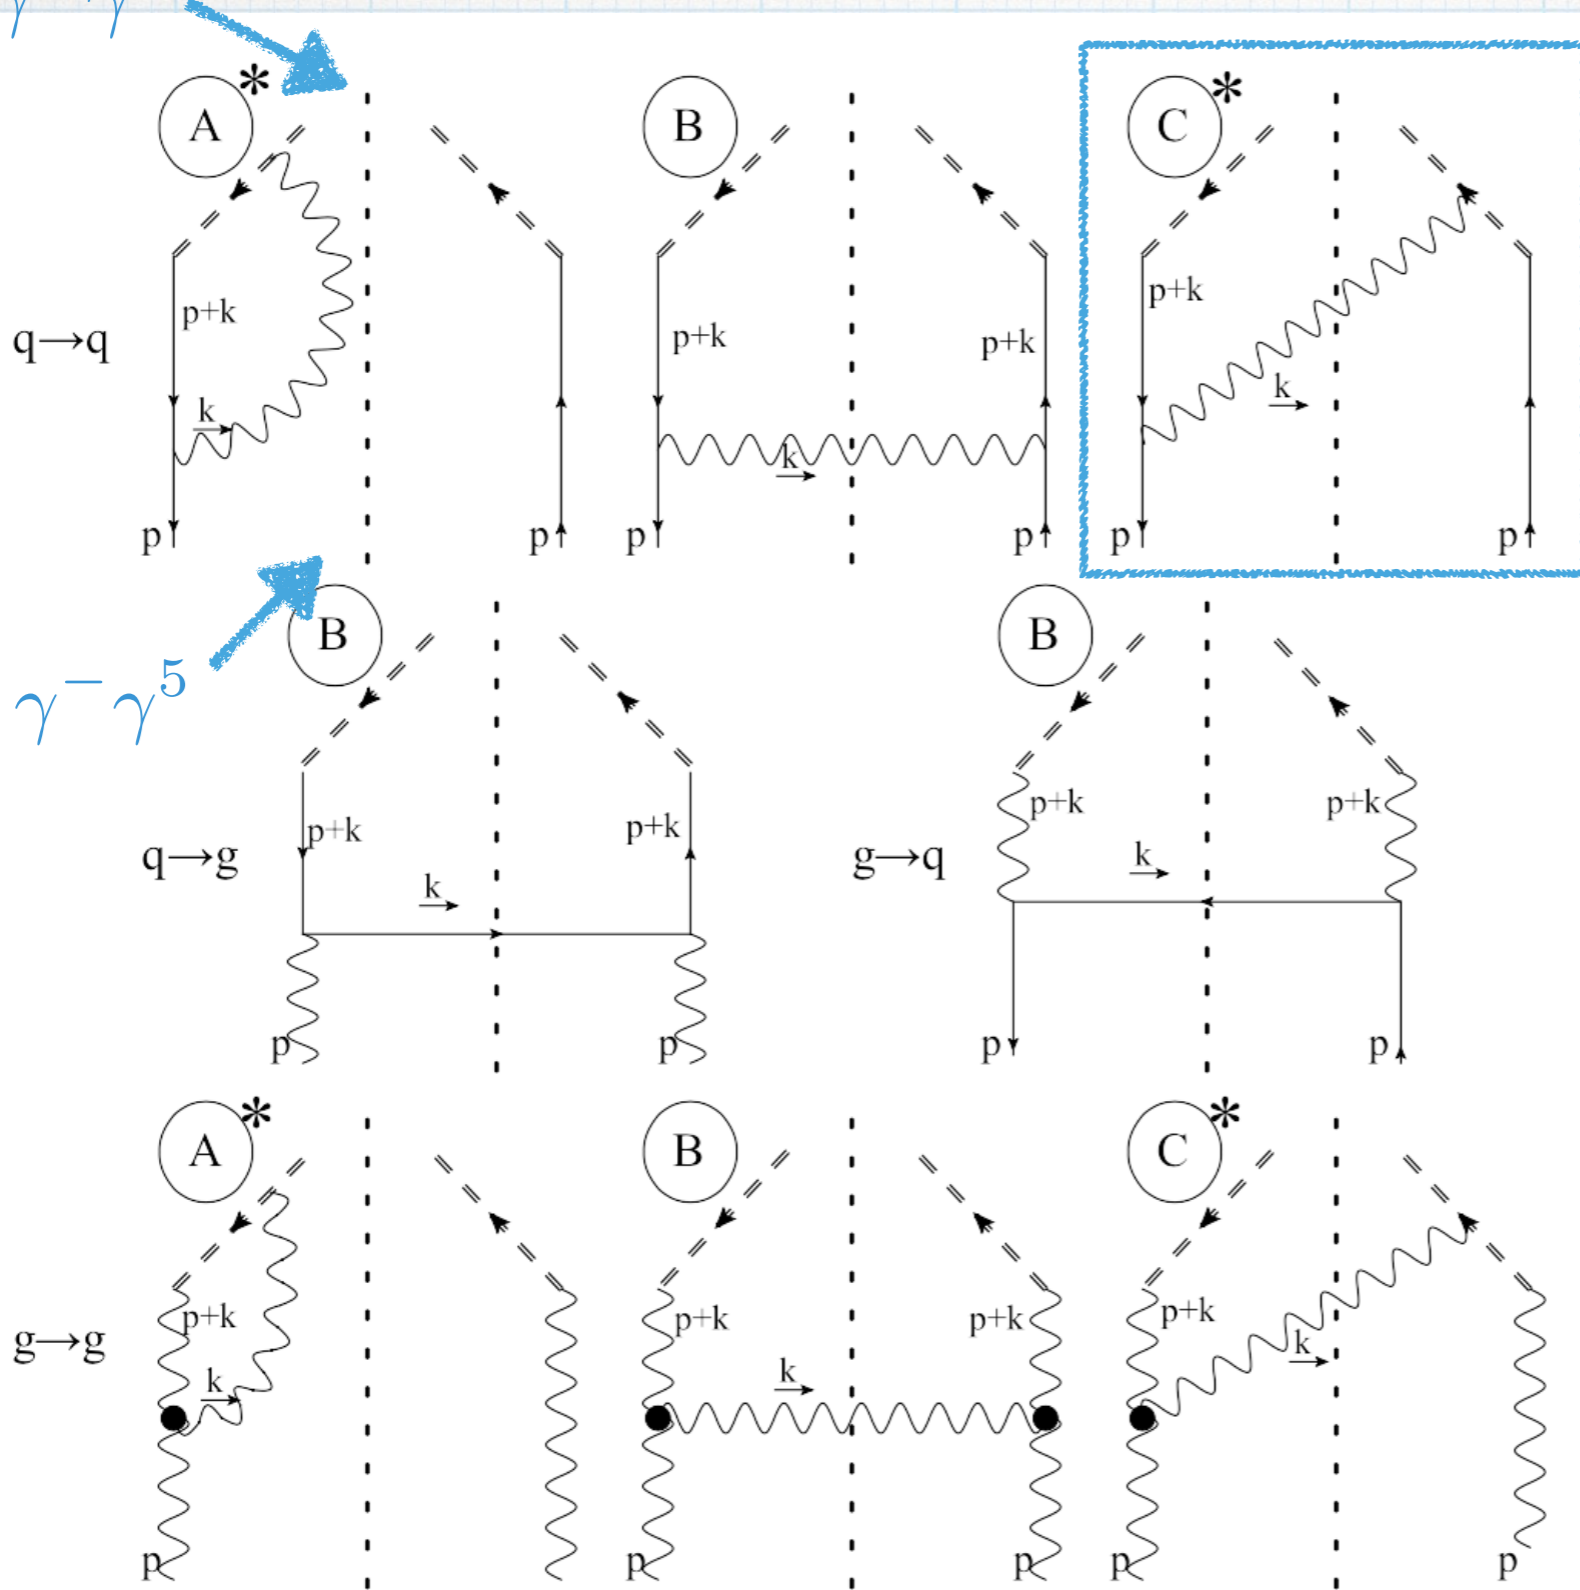 A* B C*
p+k p+k p+k p+k
q→q
k k k
p p p p p p
γ⁻γ⁵
B B
p+k p+k p+k p+k
q→g g→q
k k
p p p p
A* B C*
p+k p+k p+k p+k
g→g
k k k
p p p p p